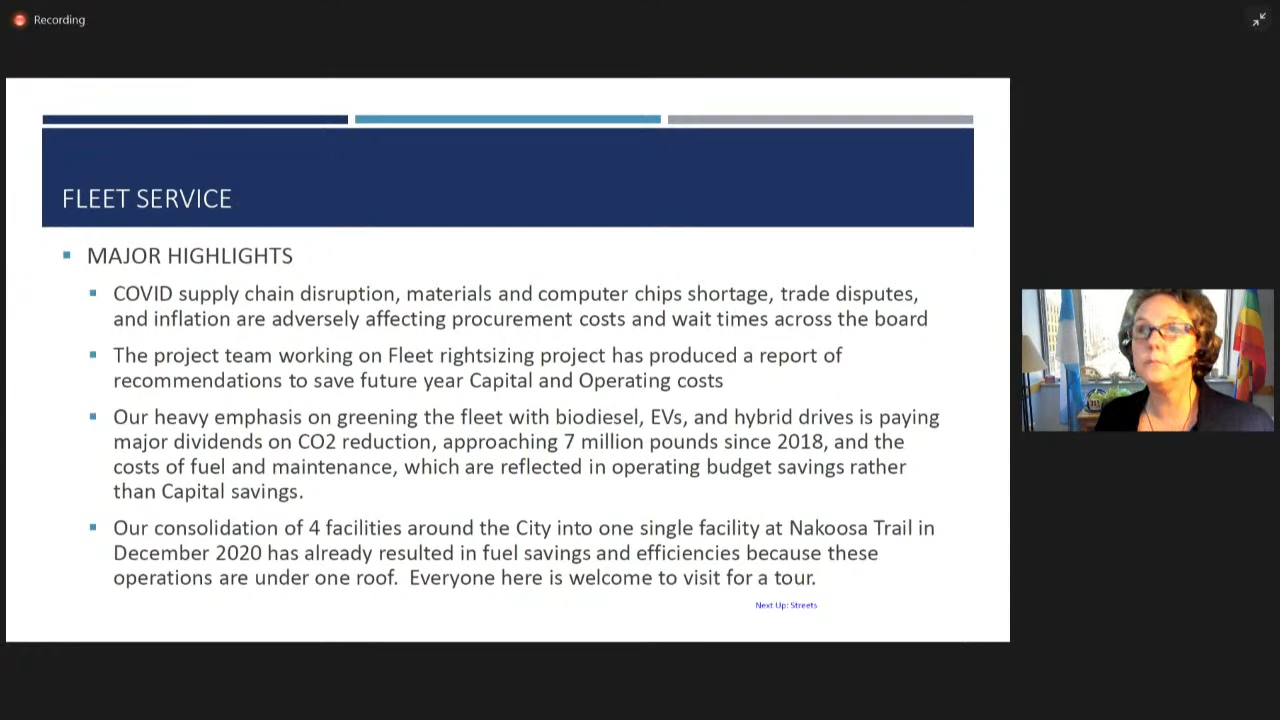 Recording
FLEET SERVICE
MAJOR HIGHLIGHTS
COVID supply chain disruption, materials and computer chips shortage, trade disputes,
and inflation are adversely affecting procurement costs and wait times across the board
The project team working on Fleet rightsizing project has produced a report of
recommendations to save future year Capital and Operating costs
Our heavy emphasis on greening the fleet with biodiesel, EVs, and hybrid drives is paying
major dividends on CO2 reduction, approaching 7 million pounds since 2018, and the
costs of fuel and maintenance, which are reflected in operating budget savings rather
than Capital savings.
Our consolidation of 4 facilities around the City into one single facility at Nakoosa Trail in
December 2020 has already resulted in fuel savings and efficiencies because these
operations are under one roof.  Everyone here is welcome to visit for a tour.
Next Up: Streets